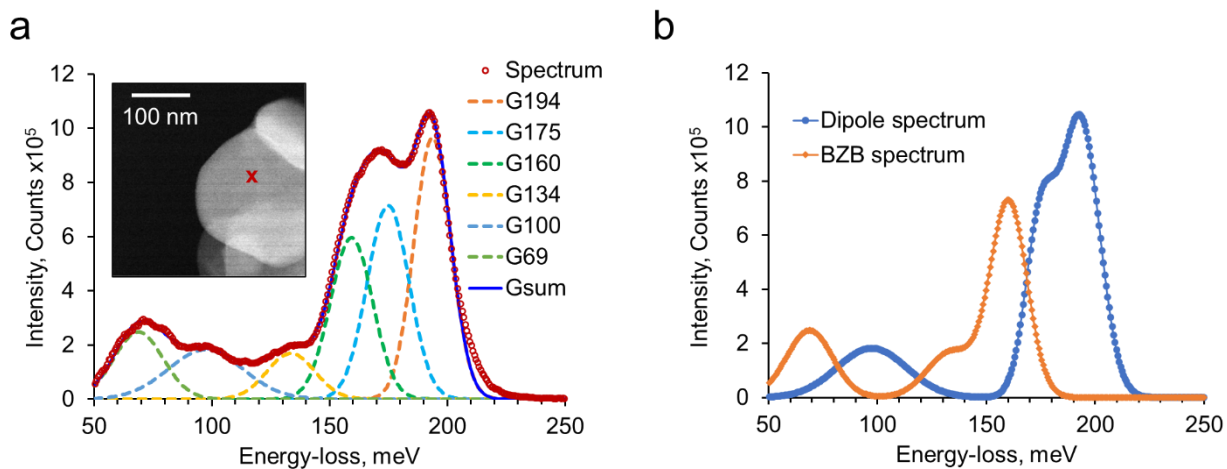 a
b
12
10
8
6
4
2
0
50
100
150
200
250
Intensity, Counts x10⁵
Energy-loss, meV
100 nm
x
Spectrum
G194
G175
G160
G134
G100
G69
Gsum
12
10
8
6
4
2
0
50
100
150
200
250
Intensity, Counts x10⁵
Energy-loss, meV
Dipole spectrum
BZB spectrum